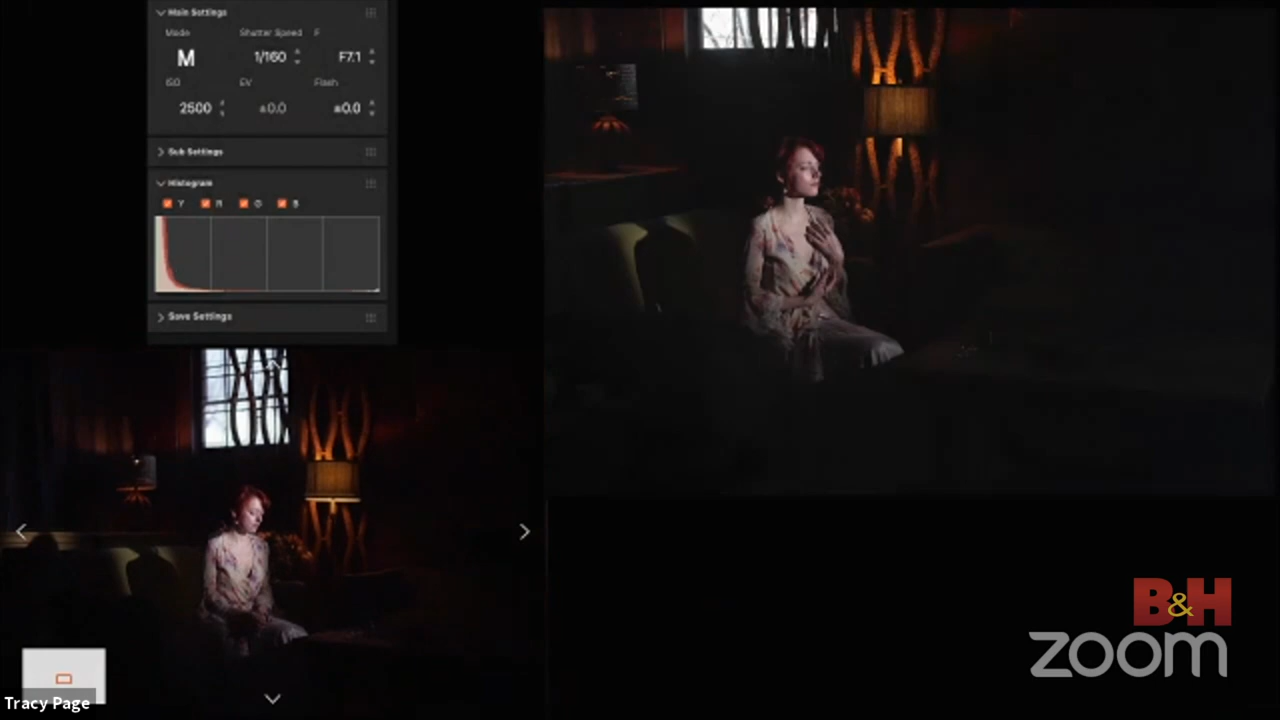 Main Settings
Mode Shutter Speed F
M 1/160 F7.1
ISO EV Flash
2500 ±0.0 ±0.0
Sub Settings
Histogram
Y R G B
Save Settings
B&H
zoom
Tracy Page